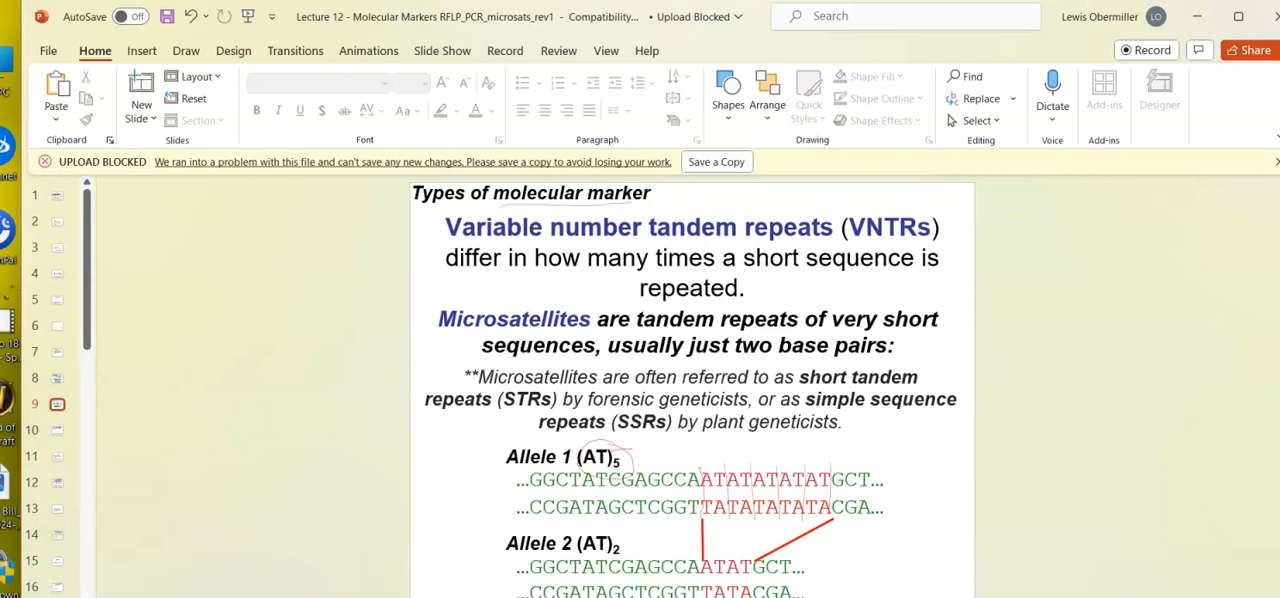 Lecture 12 - Molecular Markers RFLP_PCR_microsats_rev1 - Compatibility... • Upload Blocked
AutoSave Off
Search
Lewis Obermiller LO
File Home Insert Draw Design Transitions Animations Slide Show Record Review View Help
Record Share
Paste
New Slide
Layout
Reset
Section
Shapes Arrange Quick Styles
Shape Fill
Shape Outline
Shape Effects
Find
Replace
Select
Dictate
Add-ins
Designer
Clipboard Slides Font Paragraph Drawing Editing Voice Add-ins
UPLOAD BLOCKED We ran into a problem with this file and can't save any new changes. Please save a copy to avoid losing your work. Save a Copy
1
2
3
4
5
6
7
8
9
10
11
12
13
14
15
16
Types of molecular marker
Variable number tandem repeats (VNTRs)
differ in how many times a short sequence is
repeated.
Microsatellites are tandem repeats of very short
sequences, usually just two base pairs:
**Microsatellites are often referred to as short tandem
repeats (STRs) by forensic geneticists, or as simple sequence
repeats (SSRs) by plant geneticists.
Allele 1 (AT)5
...GGCTATCGAGCCAATATATATATGCT...
...CCGATAGCTCGGTTATATATATACGA...
Allele 2 (AT)2
...GGCTATCGAGCCAATATGCT...
...CCGATAGCTCGGTTATACGA...